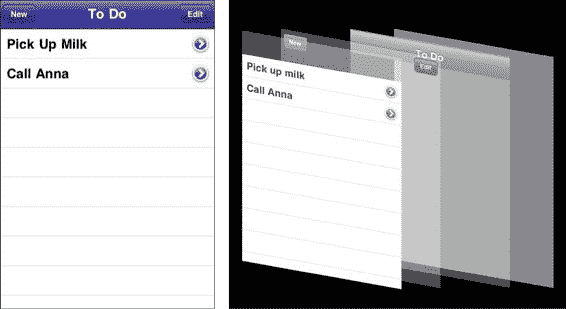 New To Do Edit
Pick Up Milk
Call Anna
New
To Do
Edit
Pick up milk
Call Anna